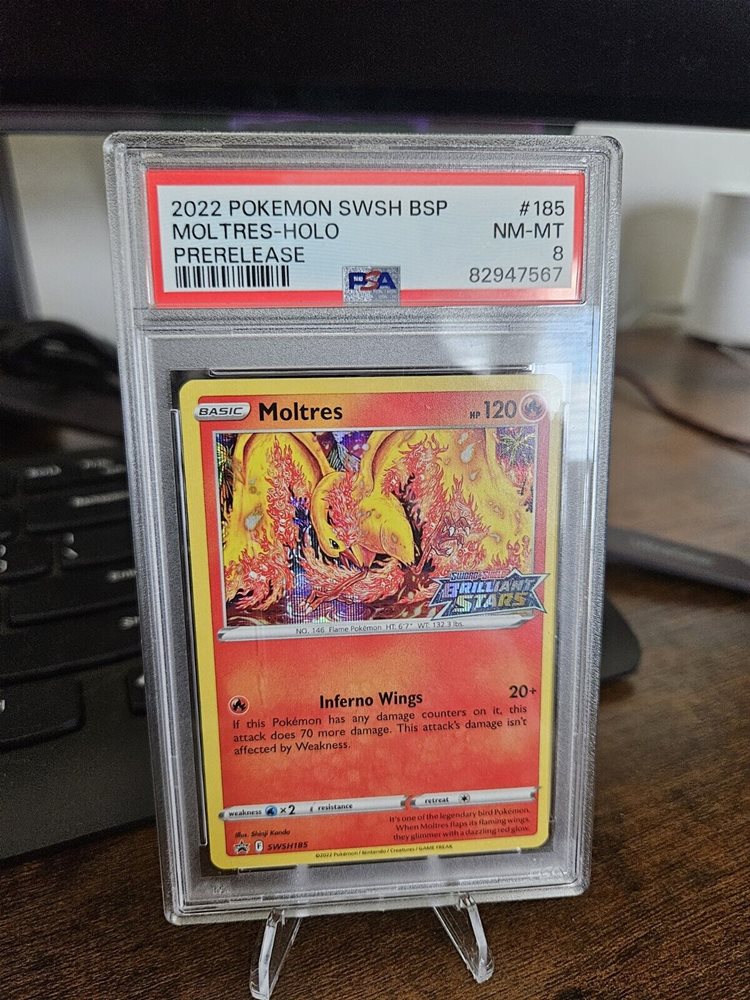 2022 POKEMON SWSH BSP #185
MOLTRES-HOLO NM-MT
PRERELEASE 8
PSA 82947567
BASIC Moltres HP 120
BRILLIANT
STARS
NO. 146 Flame Pokémon HT: 6'7" WT: 132.3 lbs.
Inferno Wings 20+
If this Pokémon has any damage counters on it, this
attack does 70 more damage. This attack's damage isn't
affected by Weakness.
weakness ×2 resistance retreat
It's one of the legendary bird Pokémon.
When Moltres flaps its flaming wings,
they glimmer with a dazzling red glow.
Illus. Shinji Kanda
F SWSH185
©2022 Pokémon / Nintendo / Creatures / GAME FREAK